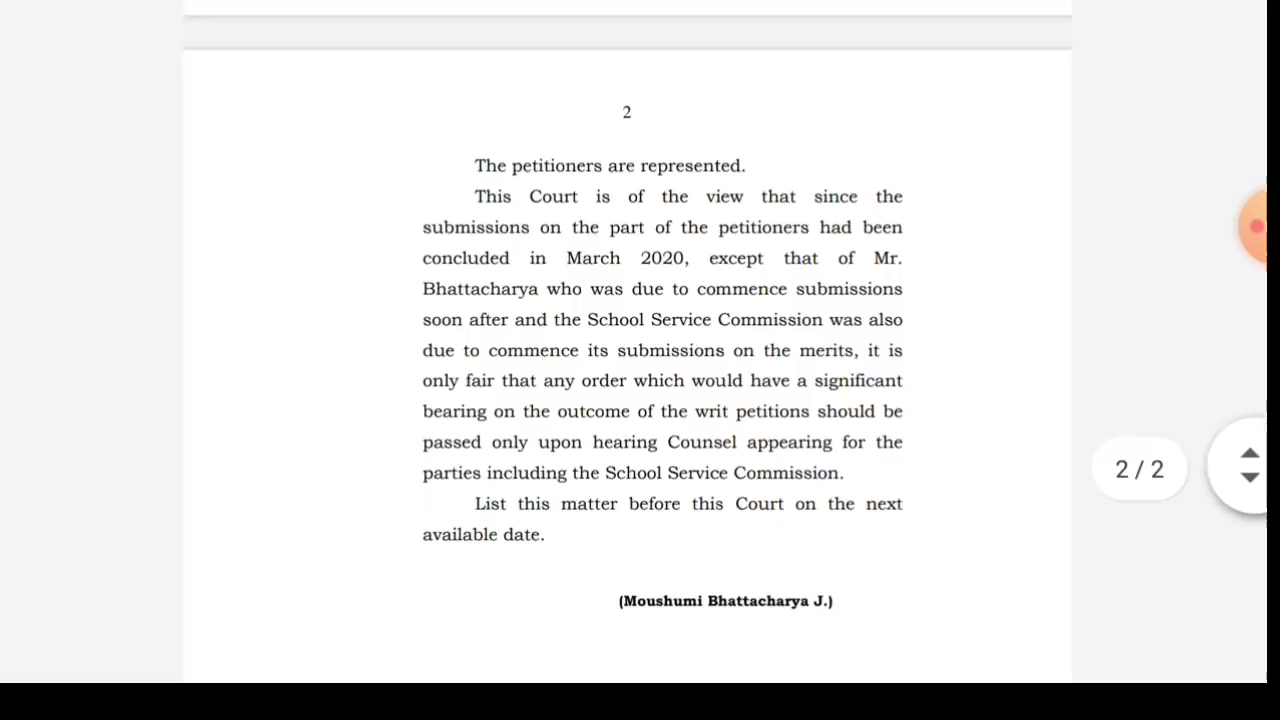 2
The petitioners are represented.
This Court is of the view that since the
submissions on the part of the petitioners had been
concluded in March 2020, except that of Mr.
Bhattacharya who was due to commence submissions
soon after and the School Service Commission was also
due to commence its submissions on the merits, it is
only fair that any order which would have a significant
bearing on the outcome of the writ petitions should be
passed only upon hearing Counsel appearing for the
parties including the School Service Commission.
List this matter before this Court on the next
available date.
(Moushumi Bhattacharya J.)
2 / 2